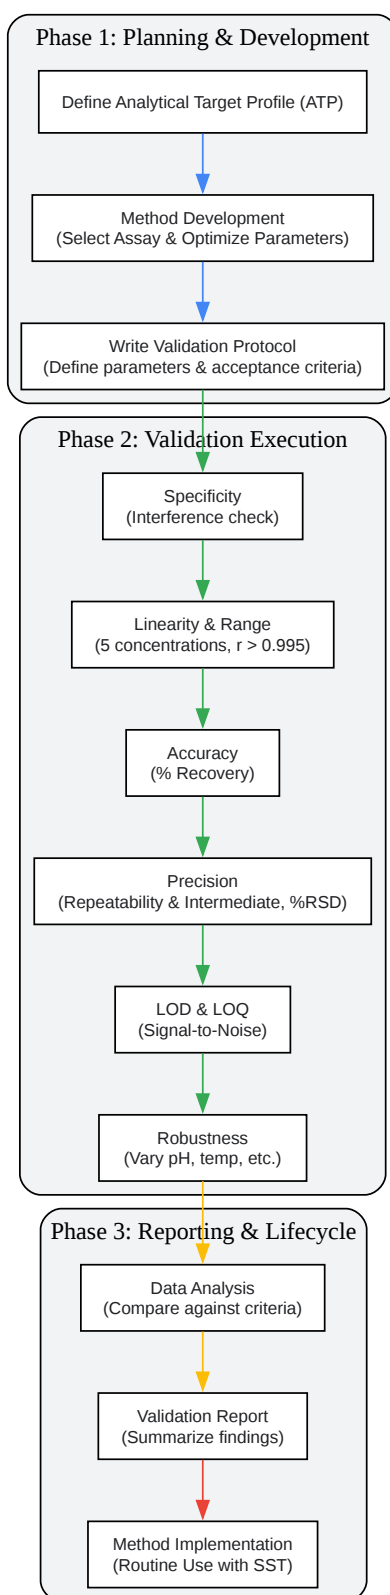 Phase 1: Planning & Development
Define Analytical Target Profile (ATP)
Method Development
(Select Assay & Optimize Parameters)
Write Validation Protocol
(Define parameters & acceptance criteria)
Phase 2: Validation Execution
Specificity
(Interference check)
Linearity & Range
(5 concentrations, r > 0.995)
Accuracy
(% Recovery)
Precision
(Repeatability & Intermediate, %RSD)
LOD & LOQ
(Signal-to-Noise)
Robustness
(Vary pH, temp, etc.)
Phase 3: Reporting & Lifecycle
Data Analysis
(Compare against criteria)
Validation Report
(Summarize findings)
Method Implementation
(Routine Use with SST)